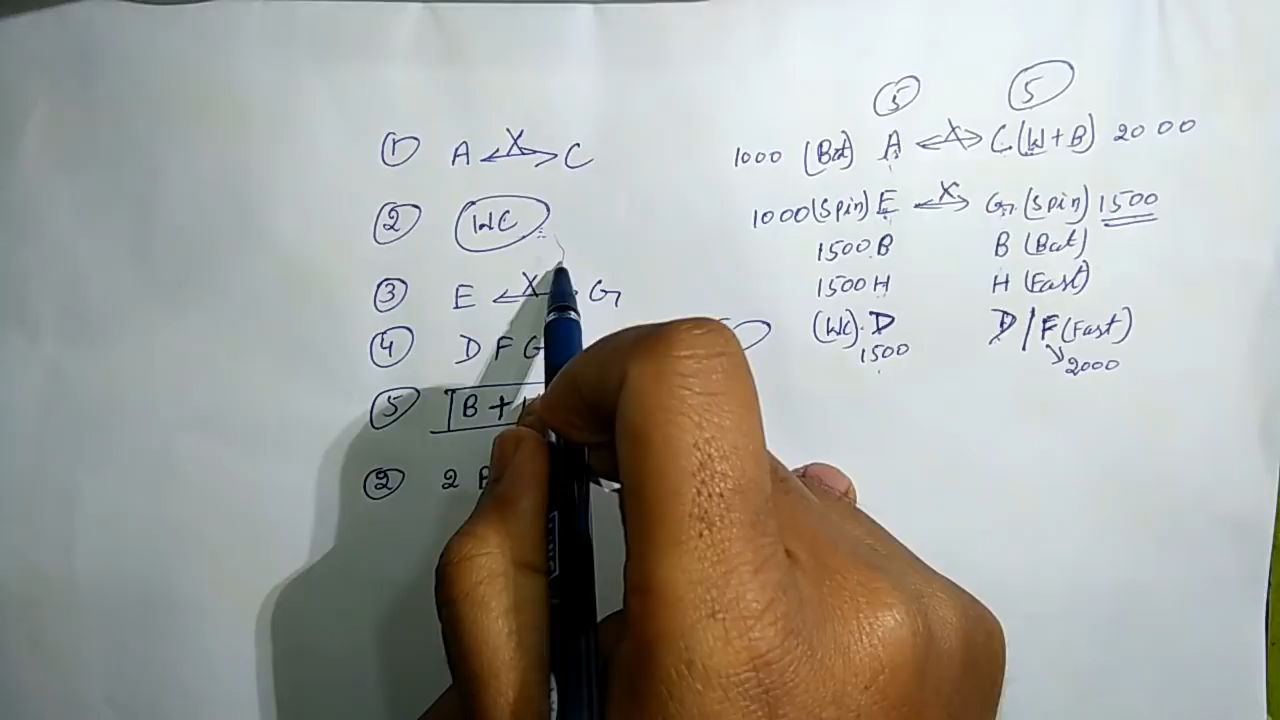 ① A ↔ C
② WC
③ E ↔ G
④ D F G
⑤ B +
② 2
⑤ ⑤
1000 (Bat) A ↔ C (W+B) 2000
1000 (Spin) E ↔ G (Spin) 1500
1500 B B (Bat)
1500 H H (Fast)
(WC). D D / F (Fast)
1500 2000